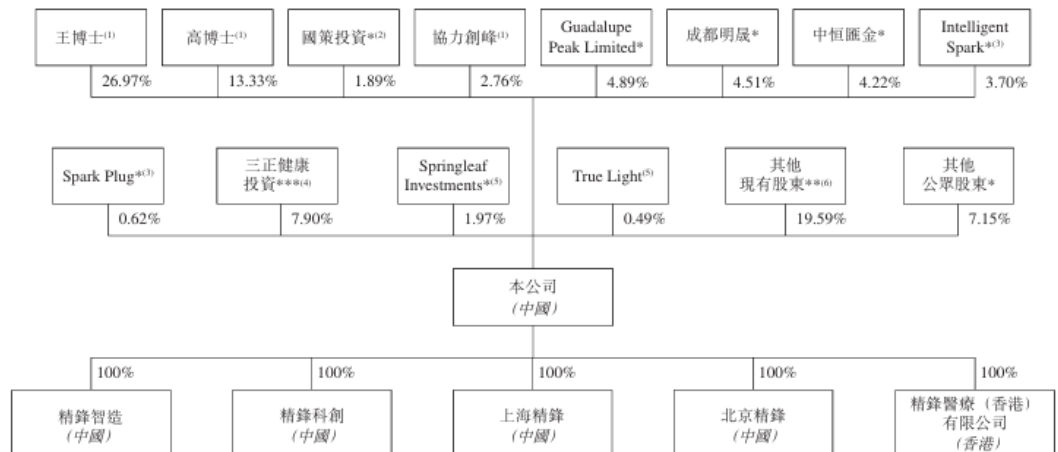 王博士(1)
高博士(1)
國策投資*(2)
協力創峰(1)
Guadalupe
Peak Limited*
成都明晟*
中恒匯金*
Intelligent
Spark*(3)
26.97%
13.33%
1.89%
2.76%
4.89%
4.51%
4.22%
3.70%
Spark Plug*(3)
三正健康
投資***(4)
Springleaf
Investments*(5)
True Light(5)
其他
現有股東**(6)
其他
公眾股東*
0.62%
7.90%
1.97%
0.49%
19.59%
7.15%
本公司
(中國)
100%
100%
100%
100%
100%
精鋒智造
(中國)
精鋒科創
(中國)
上海精鋒
(中國)
北京精鋒
(中國)
精鋒醫療（香港）
有限公司
(香港)